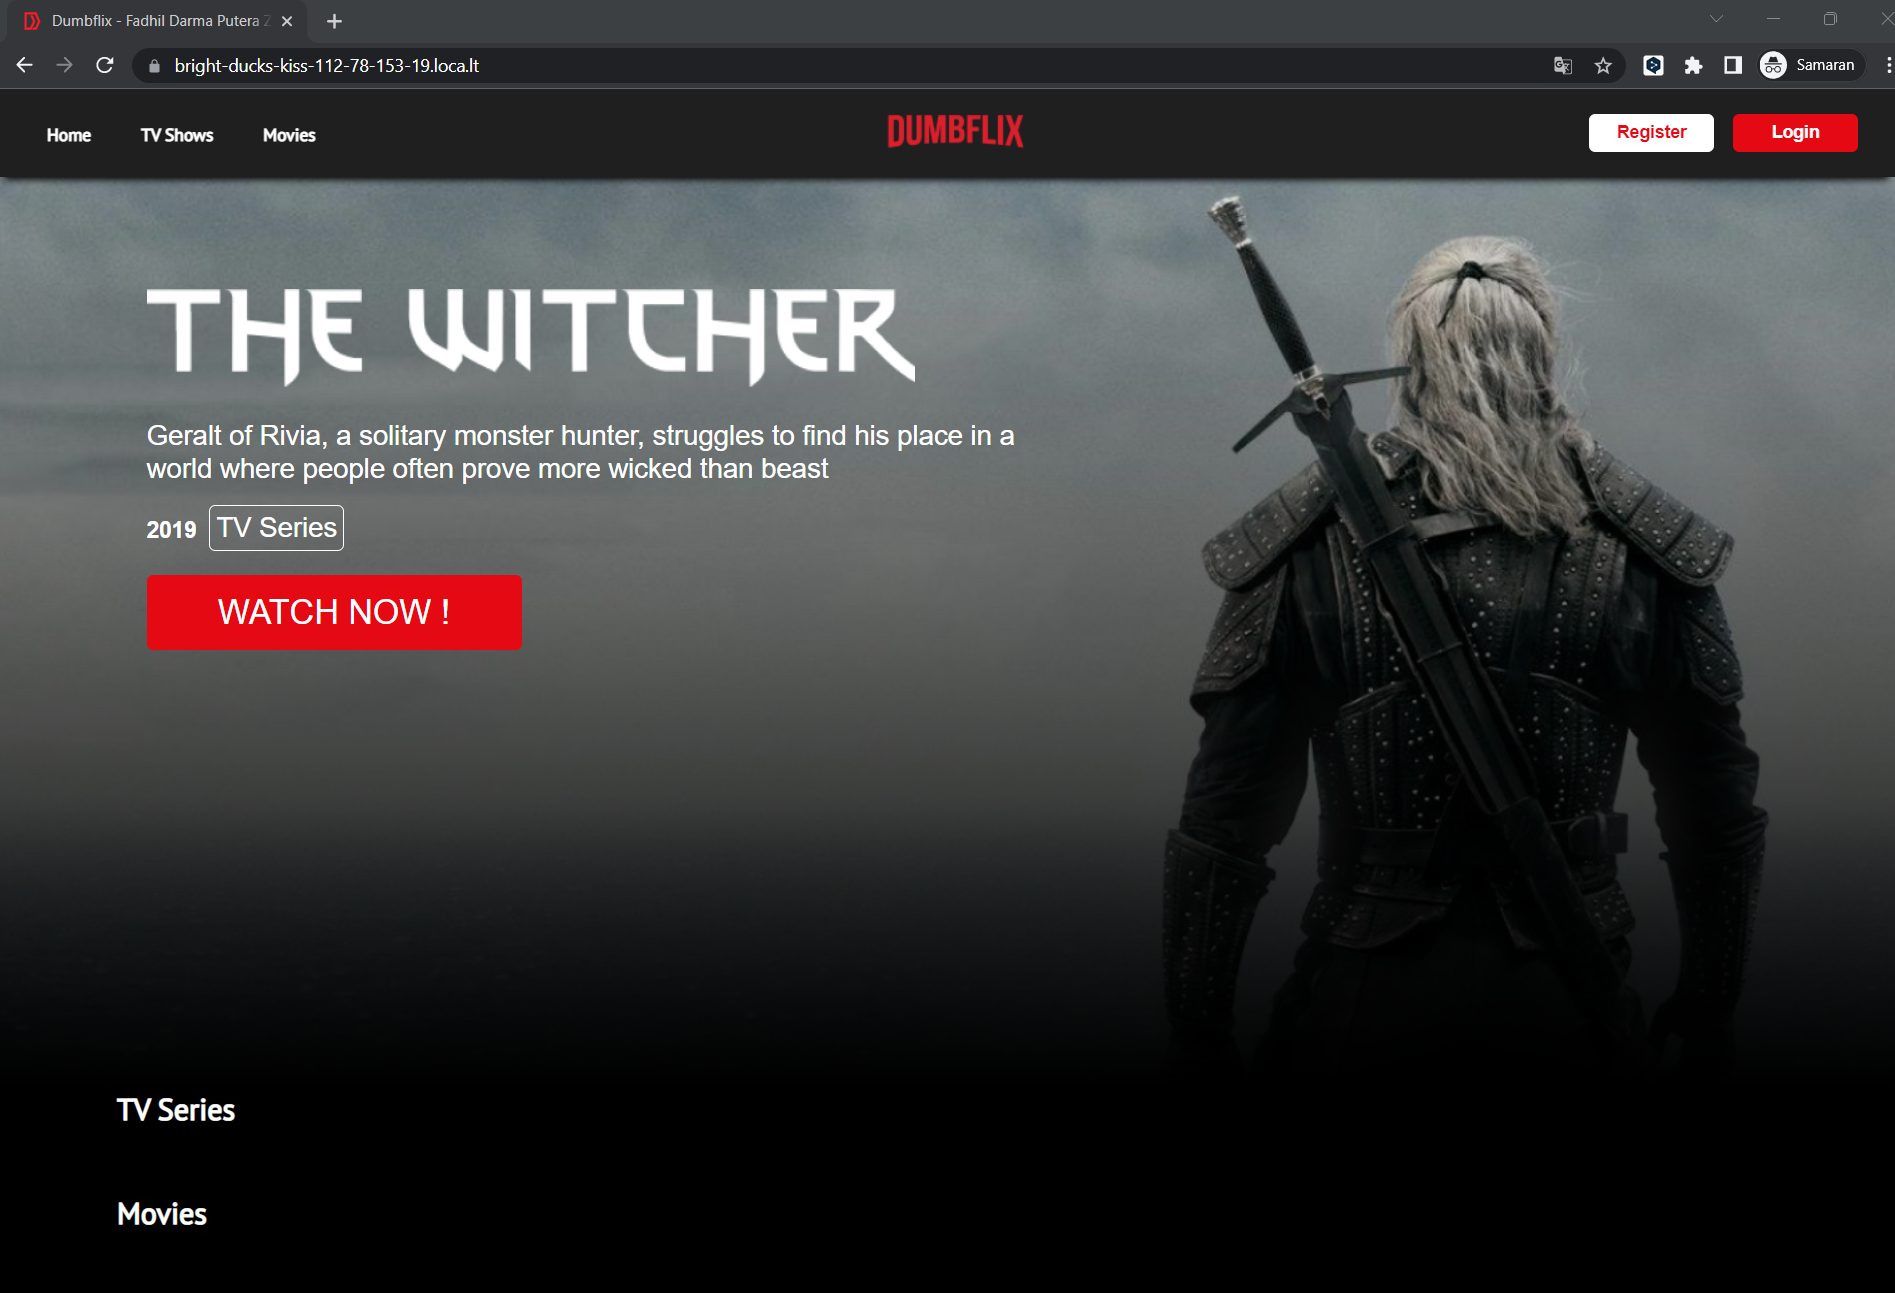 Dumbflix - Fadhil Darma Putera Z
bright-ducks-kiss-112-78-153-19.loca.lt
Samaran
Home
TV Shows
Movies
DUMBFLIX
Register
Login
THE WITCHER
Geralt of Rivia, a solitary monster hunter, struggles to find his place in a
world where people often prove more wicked than beast
2019 TV Series
WATCH NOW !
TV Series
Movies